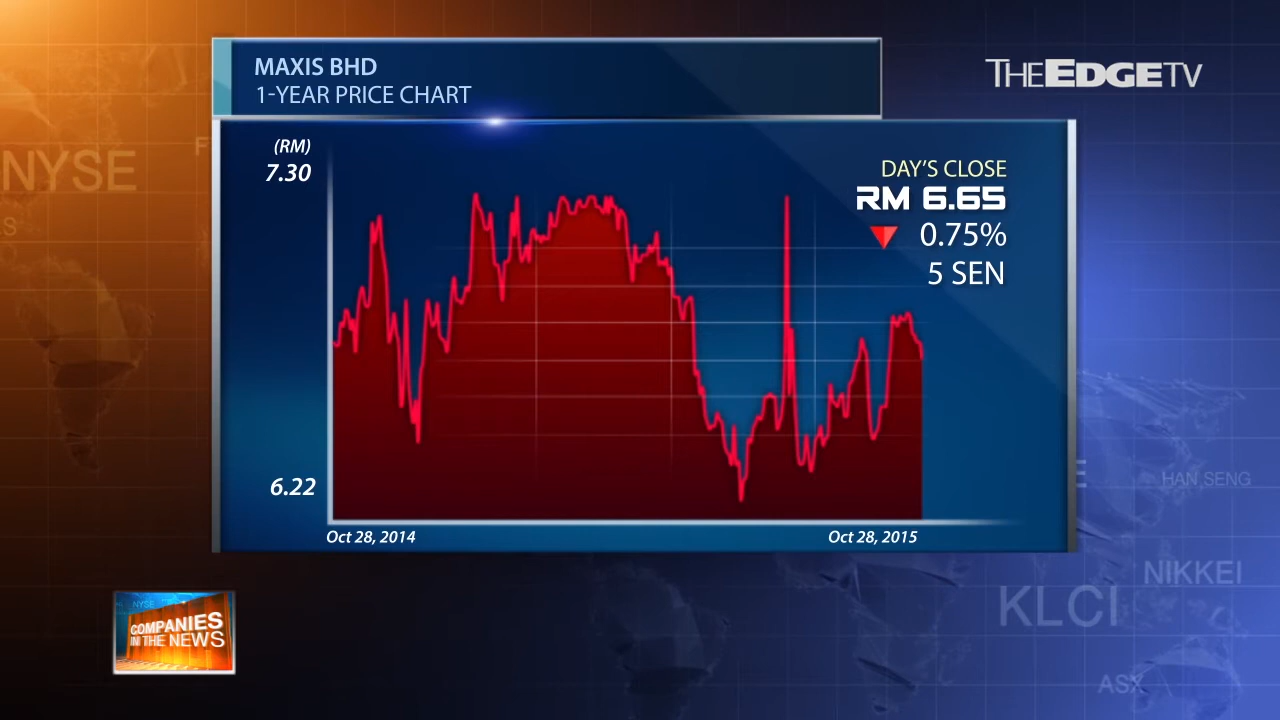 MAXIS BHD
1-YEAR PRICE CHART
THEEDGETV
(RM)
7.30
6.22
Oct 28, 2014
Oct 28, 2015
DAY'S CLOSE
RM 6.65
0.75%
5 SEN
NYSE
HAN SENG
NIKKEI
KLCI
ASX
NYSE
COMPANIES
IN THE NEWS